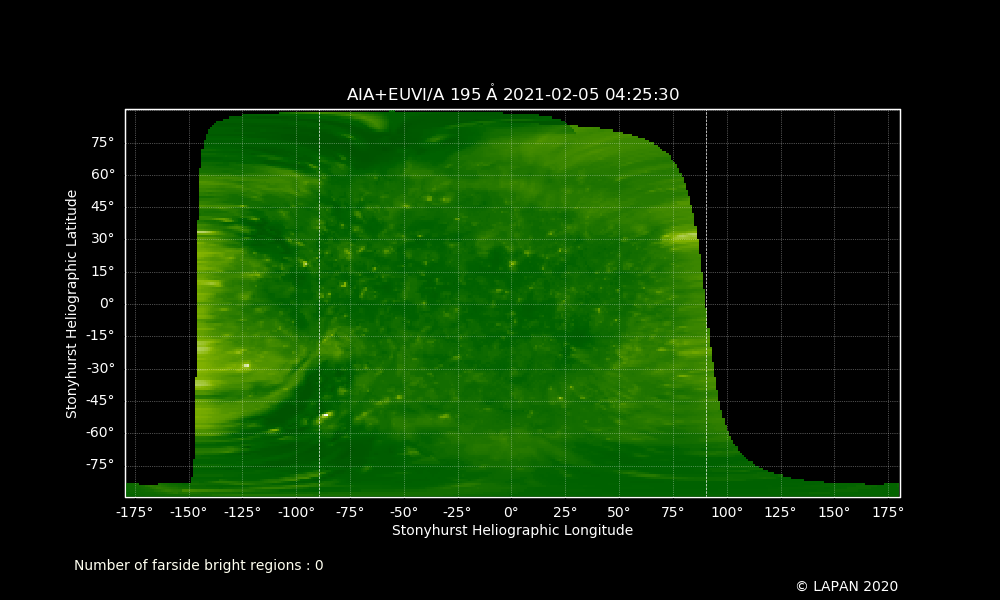 AIA+EUVI/A 195 Å 2021-02-05 04:25:30
75°
60°
45°
30°
15°
0°
-15°
-30°
-45°
-60°
-75°
Stonyhurst Heliographic Latitude
-175° -150° -125° -100° -75° -50° -25° 0° 25° 50° 75° 100° 125° 150° 175°
Stonyhurst Heliographic Longitude
Number of farside bright regions : 0
© LAPAN 2020